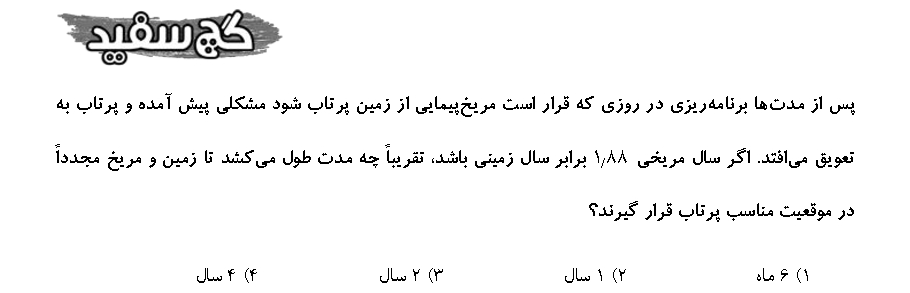 گچ سفید
پس از مدت‌ها برنامه‌ریزی در روزی که قرار است مریخ‌پیمایی از زمین پرتاب شود مشکلی پیش آمده و پرتاب به
تعویق می‌افتد. اگر سال مریخی ۱٫۸۸ برابر سال زمینی باشد، تقریباً چه مدت طول می‌کشد تا زمین و مریخ مجدداً
در موقعیت مناسب پرتاب قرار گیرند؟
۱) ۶ ماه ۲) ۱ سال ۳) ۲ سال ۴) ۴ سال